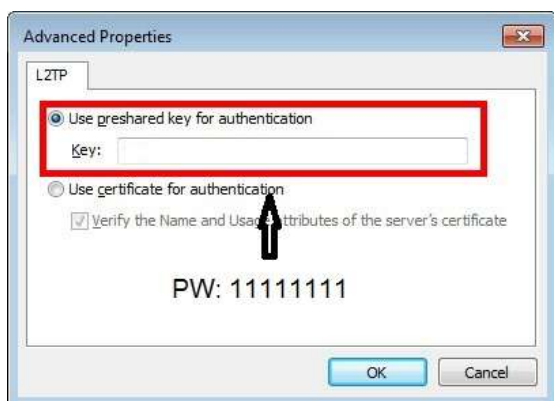 Advanced Properties
L2TP
Use preshared key for authentication
Key:
Use certificate for authentication
Verify the Name and Usage attributes of the server's certificate
PW: 11111111
OK Cancel